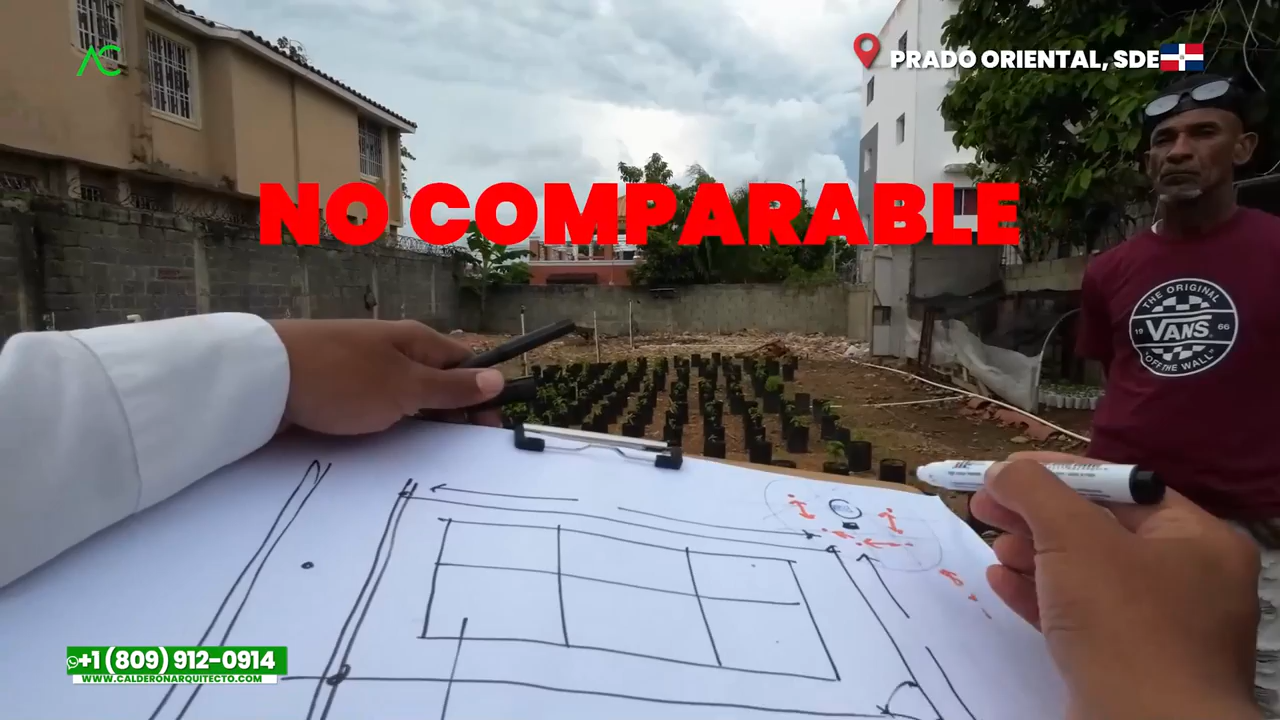 AC
PRADO ORIENTAL, SDE
NO COMPARABLE
THE ORIGINAL
19 VANS 66
"OFF THE WALL"
+1 (809) 912-0914
WWW.CALDERONARQUITECTO.COM